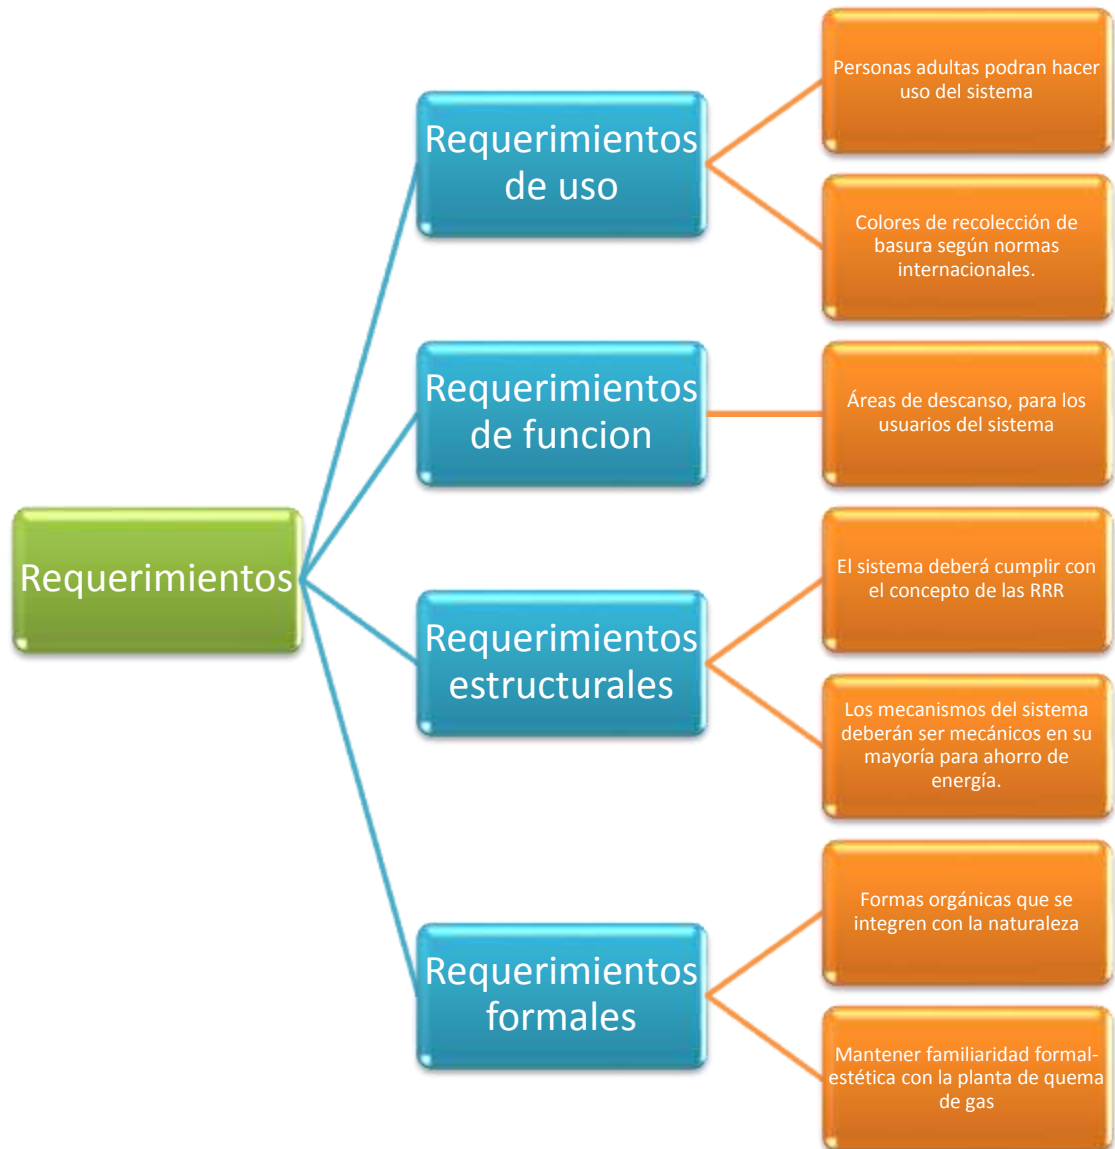 Requerimientos
Requerimientos
de uso
Personas adultas podran hacer
uso del sistema
Colores de recolección de
basura según normas
internacionales.
Requerimientos
de funcion
Áreas de descanso, para los
usuarios del sistema
Requerimientos
estructurales
El sistema deberá cumplir con
el concepto de las RRR
Los mecanismos del sistema
deberán ser mecánicos en su
mayoría para ahorro de
energía.
Requerimientos
formales
Formas orgánicas que se
integren con la naturaleza
Mantener familiaridad formal-
estética con la planta de quema
de gas